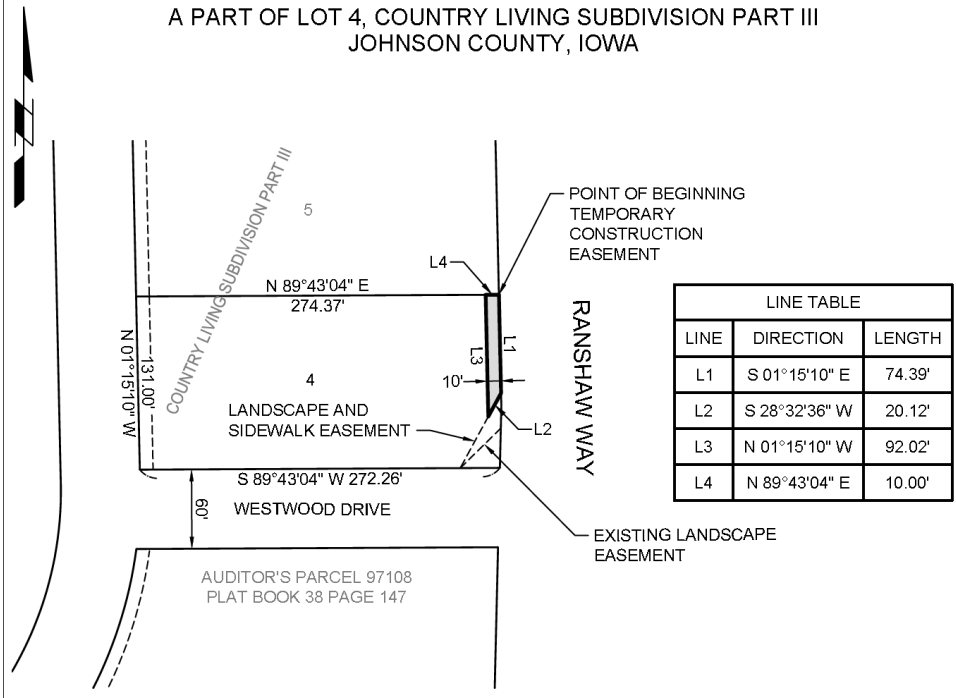 A PART OF LOT 4, COUNTRY LIVING SUBDIVISION PART III
JOHNSON COUNTY, IOWA
N
COUNTRY LIVING SUBDIVISION PART III
5
POINT OF BEGINNING
TEMPORARY
CONSTRUCTION
EASEMENT
L4
N 89°43'04" E
274.37'
N 01°15'10" W
131.00'
4
L3
L1
10'
RANSHAW WAY
LANDSCAPE AND
SIDEWALK EASEMENT
L2
S 89°43'04" W 272.26'
60'
WESTWOOD DRIVE
EXISTING LANDSCAPE
EASEMENT
AUDITOR'S PARCEL 97108
PLAT BOOK 38 PAGE 147
LINE TABLE
LINE DIRECTION LENGTH
L1 S 01°15'10" E 74.39'
L2 S 28°32'36" W 20.12'
L3 N 01°15'10" W 92.02'
L4 N 89°43'04" E 10.00'